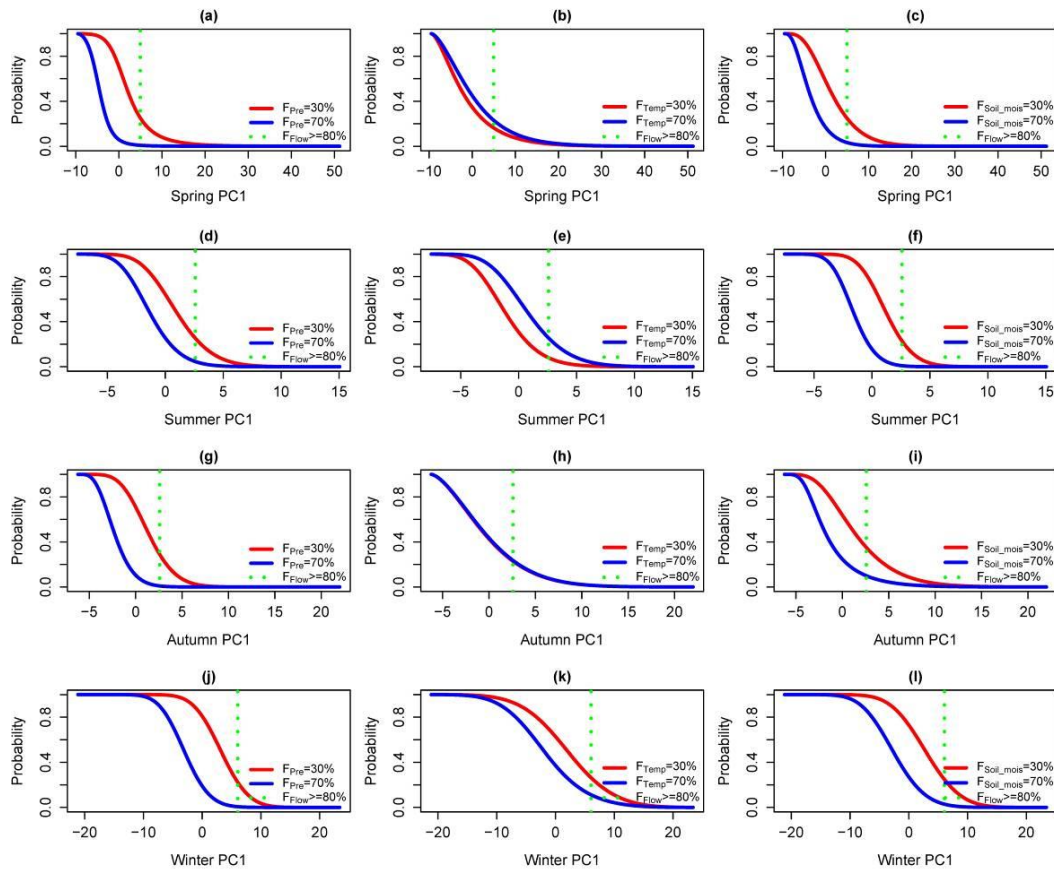 (a)
Probability
0.8
0.4
0.0
F_Pre=30%
F_Pre=70%
F_Flow>=80%
−10 0 10 20 30 40 50
Spring PC1
(b)
Probability
0.8
0.4
0.0
F_Temp=30%
F_Temp=70%
F_Flow>=80%
−10 0 10 20 30 40 50
Spring PC1
(c)
Probability
0.8
0.4
0.0
F_Soil_mois=30%
F_Soil_mois=70%
F_Flow>=80%
−10 0 10 20 30 40 50
Spring PC1
(d)
Probability
0.8
0.4
0.0
F_Pre=30%
F_Pre=70%
F_Flow>=80%
−5 0 5 10 15
Summer PC1
(e)
Probability
0.8
0.4
0.0
F_Temp=30%
F_Temp=70%
F_Flow>=80%
−5 0 5 10 15
Summer PC1
(f)
Probability
0.8
0.4
0.0
F_Soil_mois=30%
F_Soil_mois=70%
F_Flow>=80%
−5 0 5 10 15
Summer PC1
(g)
Probability
0.8
0.4
0.0
F_Pre=30%
F_Pre=70%
F_Flow>=80%
−5 0 5 10 15 20
Autumn PC1
(h)
Probability
0.8
0.4
0.0
F_Temp=30%
F_Temp=70%
F_Flow>=80%
−5 0 5 10 15 20
Autumn PC1
(i)
Probability
0.8
0.4
0.0
F_Soil_mois=30%
F_Soil_mois=70%
F_Flow>=80%
−5 0 5 10 15 20
Autumn PC1
(j)
Probability
0.8
0.4
0.0
F_Pre=30%
F_Pre=70%
F_Flow>=80%
−20 −10 0 10 20
Winter PC1
(k)
Probability
0.8
0.4
0.0
F_Temp=30%
F_Temp=70%
F_Flow>=80%
−20 −10 0 10 20
Winter PC1
(l)
Probability
0.8
0.4
0.0
F_Soil_mois=30%
F_Soil_mois=70%
F_Flow>=80%
−20 −10 0 10 20
Winter PC1